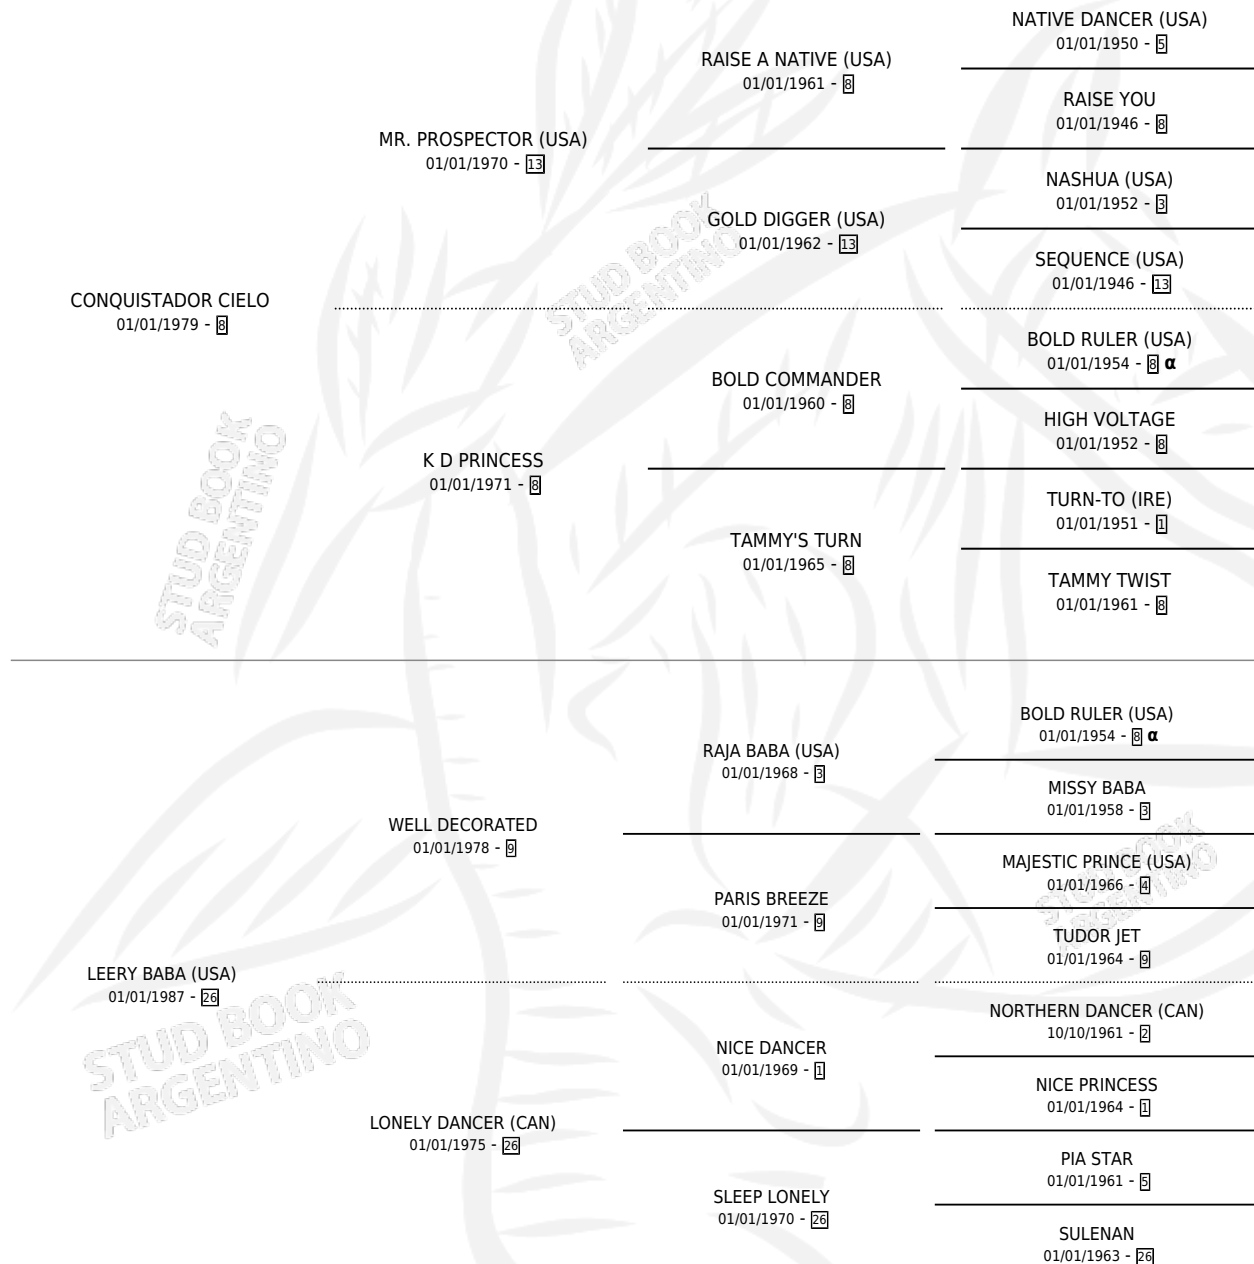 NATIVE DANCER (USA)
01/01/1950 - 5
RAISE A NATIVE (USA)
01/01/1961 - 8
RAISE YOU
01/01/1946 - 8
MR. PROSPECTOR (USA)
01/01/1970 - 13
NASHUA (USA)
01/01/1952 - 3
GOLD DIGGER (USA)
01/01/1962 - 13
SEQUENCE (USA)
01/01/1946 - 13
CONQUISTADOR CIELO
01/01/1979 - 8
BOLD RULER (USA)
01/01/1954 - 8 α
BOLD COMMANDER
01/01/1960 - 8
HIGH VOLTAGE
01/01/1952 - 8
K D PRINCESS
01/01/1971 - 8
TURN-TO (IRE)
01/01/1951 - 1
TAMMY'S TURN
01/01/1965 - 8
TAMMY TWIST
01/01/1961 - 8
BOLD RULER (USA)
01/01/1954 - 8 α
RAJA BABA (USA)
01/01/1968 - 3
MISSY BABA
01/01/1958 - 3
WELL DECORATED
01/01/1978 - 9
MAJESTIC PRINCE (USA)
01/01/1966 - 4
PARIS BREEZE
01/01/1971 - 9
TUDOR JET
01/01/1964 - 9
LEERY BABA (USA)
01/01/1987 - 26
NORTHERN DANCER (CAN)
10/10/1961 - 2
NICE DANCER
01/01/1969 - 1
NICE PRINCESS
01/01/1964 - 1
LONELY DANCER (CAN)
01/01/1975 - 26
PIA STAR
01/01/1961 - 5
SLEEP LONELY
01/01/1970 - 26
SULENAN
01/01/1963 - 26
STUD BOOK
ARGENTINO
STUD BOOK
ARGENTINO
STUD BOOK
ARGENTINO
STUD BOOK
ARGENTINO